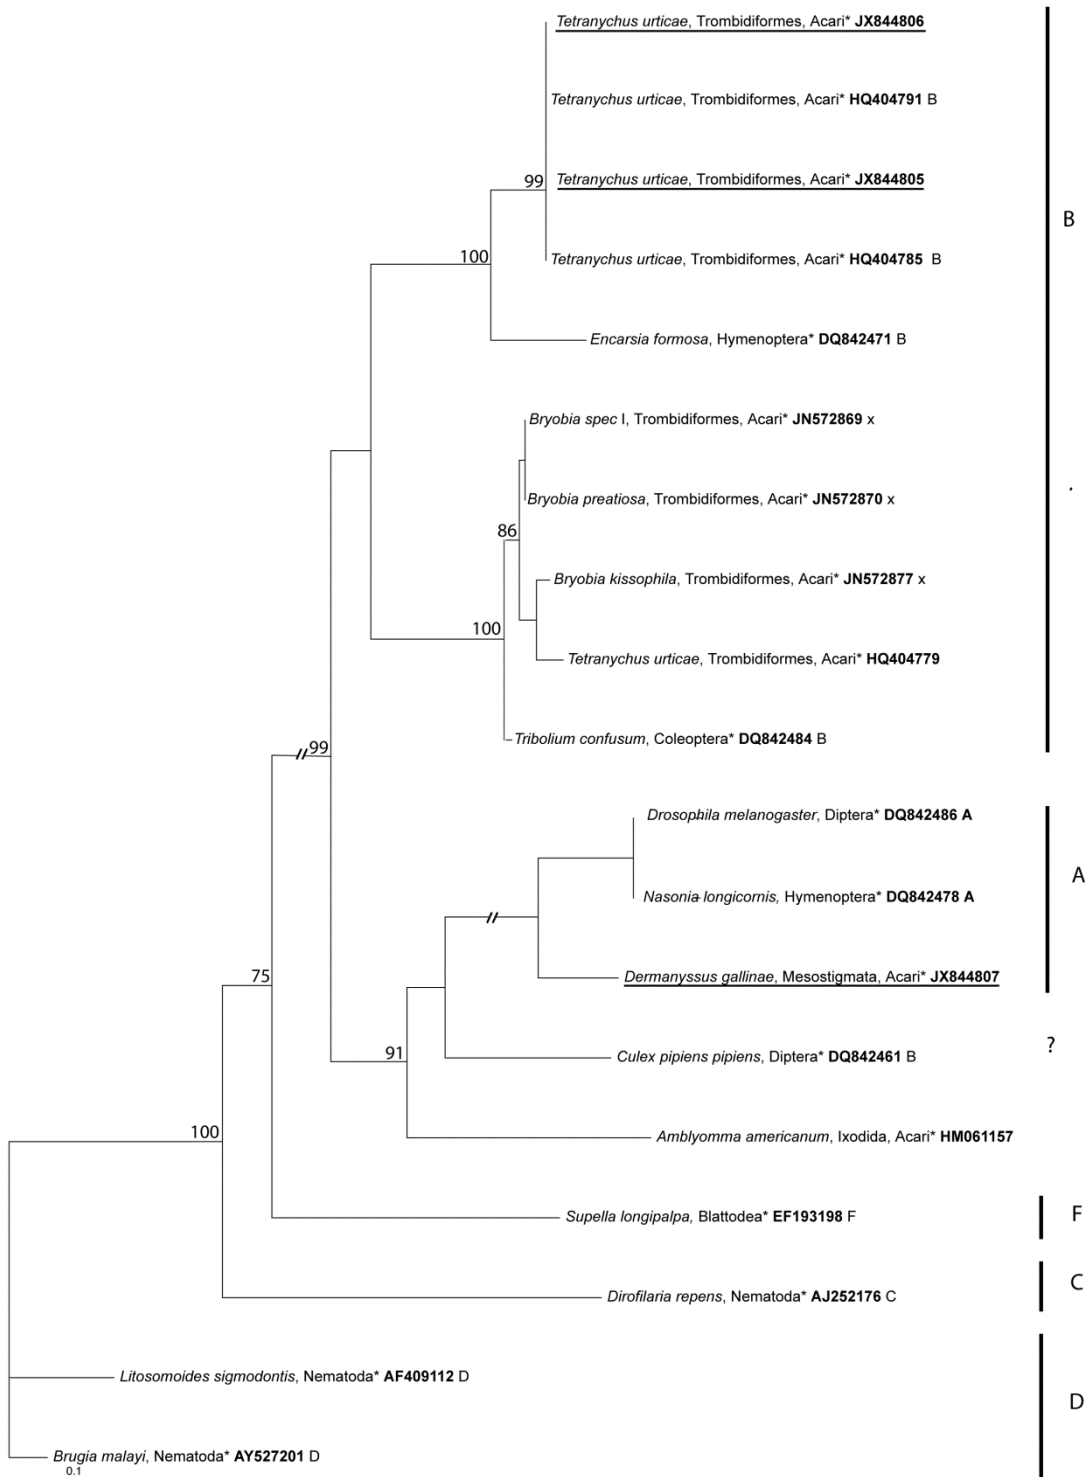 Tetranychus urticae, Trombidiformes, Acari* JX844806
Tetranychus urticae, Trombidiformes, Acari* HQ404791 B
99
Tetranychus urticae, Trombidiformes, Acari* JX844805
B
100
Tetranychus urticae, Trombidiformes, Acari* HQ404785 B
Encarsia formosa, Hymenoptera* DQ842471 B
Bryobia spec I, Trombidiformes, Acari* JN572869 x
Bryobia preatiosa, Trombidiformes, Acari* JN572870 x
86
Bryobia kissophila, Trombidiformes, Acari* JN572877 x
100
Tetranychus urticae, Trombidiformes, Acari* HQ404779
Tribolium confusum, Coleoptera* DQ842484 B
99
Drosophila melanogaster, Diptera* DQ842486 A
A
Nasonia longicornis, Hymenoptera* DQ842478 A
75
Dermanyssus gallinae, Mesostigmata, Acari* JX844807
?
91
Culex pipiens pipiens, Diptera* DQ842461 B
100
Amblyomma americanum, Ixodida, Acari* HM061157
Supella longipalpa, Blattodea* EF193198 F
F
C
Dirofilaria repens, Nematoda* AJ252176 C
Litosomoides sigmodontis, Nematoda* AF409112 D
D
Brugia malayi, Nematoda* AY527201 D
0.1